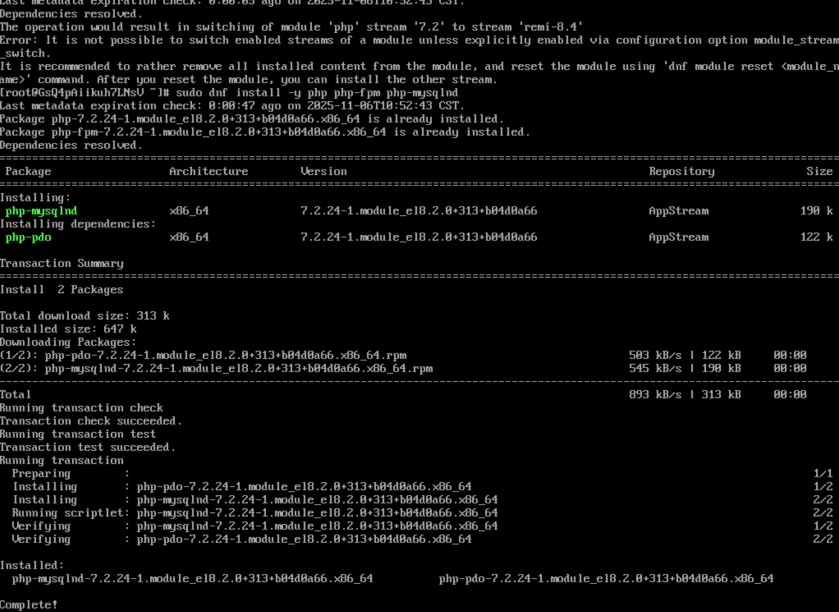 Last metadata expiration check: 0:00:05 ago on 2025-11-06T10:52:43 CST.
Dependencies resolved.
The operation would result in switching of module 'php' stream '7.2' to stream 'remi-8.4'
Error: It is not possible to switch enabled streams of a module unless explicitly enabled via configuration option module_stream
_switch.
It is recommended to rather remove all installed content from the module, and reset the module using 'dnf module reset <module_n
ame>' command. After you reset the module, you can install the other stream.
[root@GsQ4pAiikuh7LNsV ~]# sudo dnf install -y php php-fpm php-mysqlnd
Last metadata expiration check: 0:00:47 ago on 2025-11-06T10:52:43 CST.
Package php-7.2.24-1.module_el8.2.0+313+b04d0a66.x86_64 is already installed.
Package php-fpm-7.2.24-1.module_el8.2.0+313+b04d0a66.x86_64 is already installed.
Dependencies resolved.
Package Architecture Version Repository Size
Installing:
php-mysqlnd x86_64 7.2.24-1.module_el8.2.0+313+b04d0a66 AppStream 190 k
Installing dependencies:
php-pdo x86_64 7.2.24-1.module_el8.2.0+313+b04d0a66 AppStream 122 k
Transaction Summary
Install 2 Packages
Total download size: 313 k
Installed size: 647 k
Downloading Packages:
(1/2): php-pdo-7.2.24-1.module_el8.2.0+313+b04d0a66.x86_64.rpm 503 kB/s | 122 kB 00:00
(2/2): php-mysqlnd-7.2.24-1.module_el8.2.0+313+b04d0a66.x86_64.rpm 545 kB/s | 190 kB 00:00
Total 893 kB/s | 313 kB 00:00
Running transaction check
Transaction check succeeded.
Running transaction test
Transaction test succeeded.
Running transaction
Preparing : 1/1
Installing : php-pdo-7.2.24-1.module_el8.2.0+313+b04d0a66.x86_64 1/2
Installing : php-mysqlnd-7.2.24-1.module_el8.2.0+313+b04d0a66.x86_64 2/2
Running scriptlet: php-mysqlnd-7.2.24-1.module_el8.2.0+313+b04d0a66.x86_64 2/2
Verifying : php-mysqlnd-7.2.24-1.module_el8.2.0+313+b04d0a66.x86_64 1/2
Verifying : php-pdo-7.2.24-1.module_el8.2.0+313+b04d0a66.x86_64 2/2
Installed:
php-mysqlnd-7.2.24-1.module_el8.2.0+313+b04d0a66.x86_64 php-pdo-7.2.24-1.module_el8.2.0+313+b04d0a66.x86_64
Complete!